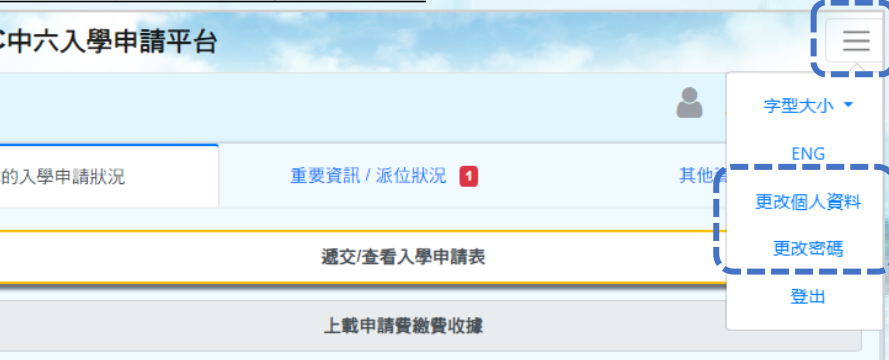 C中六入學申請平台
字型大小
ENG
的入學申請狀況
重要資訊 / 派位狀況 1
其他
更改個人資料
更改密碼
遞交/查看入學申請表
登出
上載申請費繳費收據